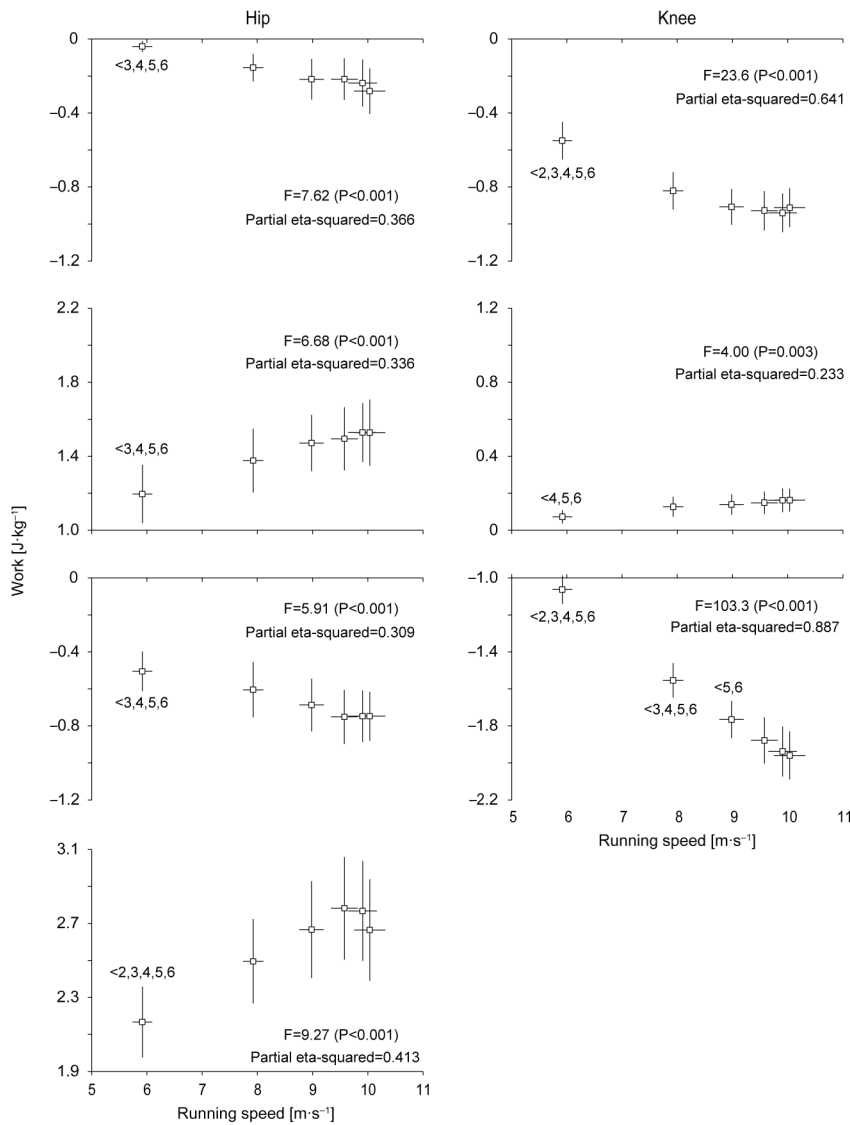 Hip
Knee
0
−0.4
−0.8
−1.2
<3,4,5,6
F=7.62 (P<0.001)
Partial eta-squared=0.366
0
−0.4
−0.8
−1.2
F=23.6 (P<0.001)
Partial eta-squared=0.641
<2,3,4,5,6
2.2
1.8
1.4
1.0
F=6.68 (P<0.001)
Partial eta-squared=0.336
<3,4,5,6
1.2
0.8
0.4
0
F=4.00 (P=0.003)
Partial eta-squared=0.233
<4,5,6
Work [J·kg⁻¹]
0
−0.4
−0.8
−1.2
F=5.91 (P<0.001)
Partial eta-squared=0.309
<3,4,5,6
−1.0
−1.4
−1.8
−2.2
F=103.3 (P<0.001)
Partial eta-squared=0.887
<2,3,4,5,6
<5,6
<3,4,5,6
5 6 7 8 9 10 11
Running speed [m·s⁻¹]
3.1
2.7
2.3
1.9
<2,3,4,5,6
F=9.27 (P<0.001)
Partial eta-squared=0.413
5 6 7 8 9 10 11
Running speed [m·s⁻¹]